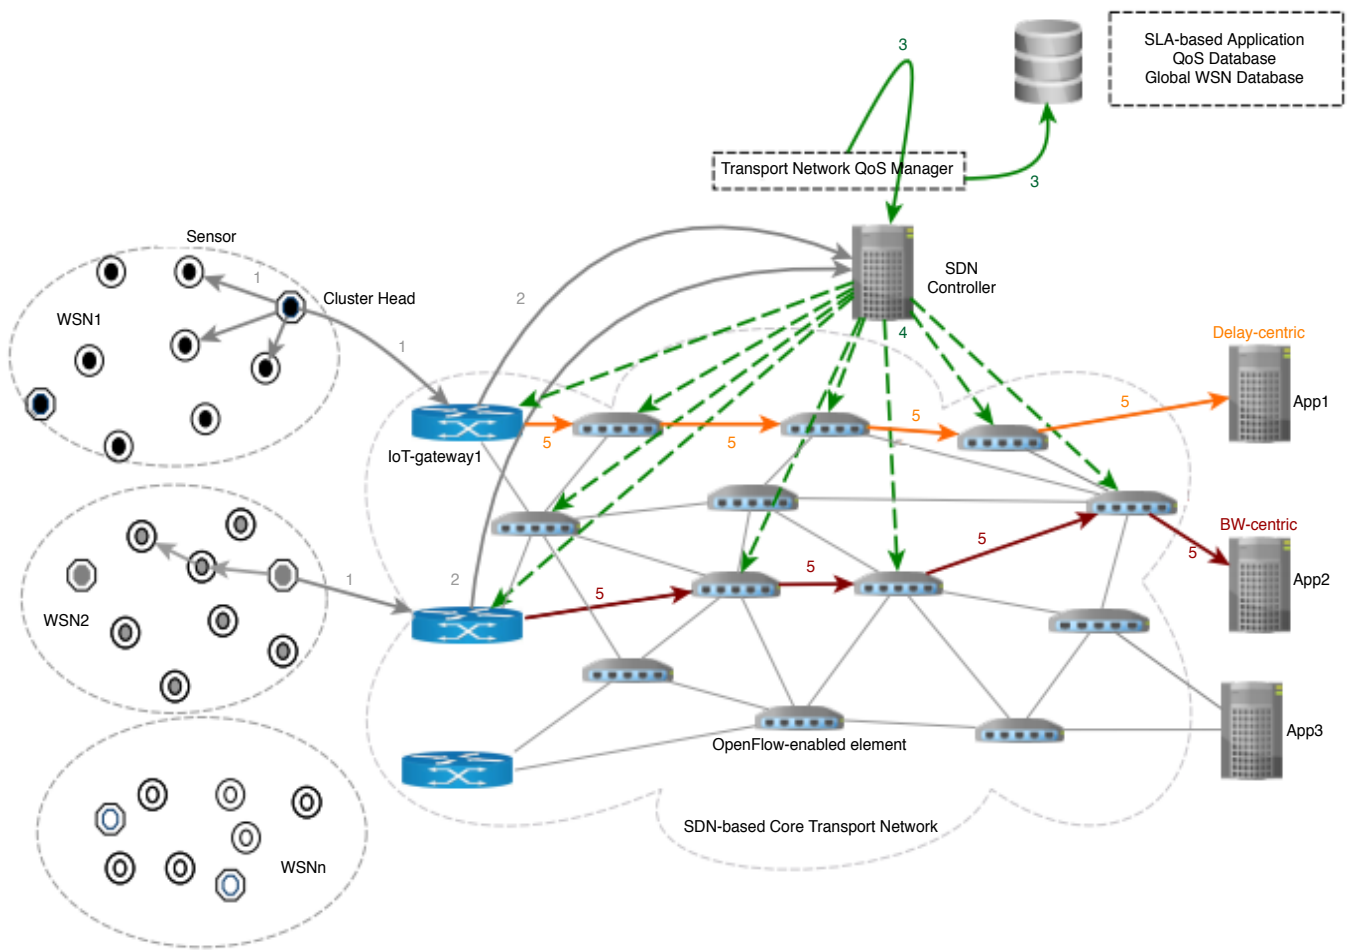 3
SLA-based Application
QoS Database
Global WSN Database
Transport Network QoS Manager
3
Sensor
1
2
SDN
Controller
Cluster Head
WSN1
1
4
Delay-centric
5
5
5
5
App1
IoT-gateway1
BW-centric
5
5
5
5
1
2
App2
WSN2
OpenFlow-enabled element
App3
SDN-based Core Transport Network
WSNn